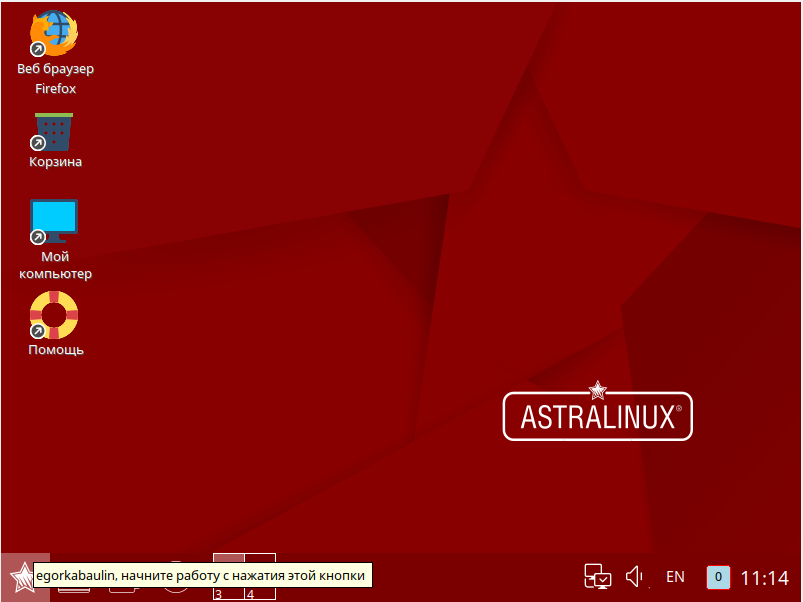 Веб браузер
Firefox
Корзина
Мой
компьютер
Помощь
ASTRALINUX®
egorkabaulin, начните работу с нажатия этой кнопки
3 4
EN
0
11:14